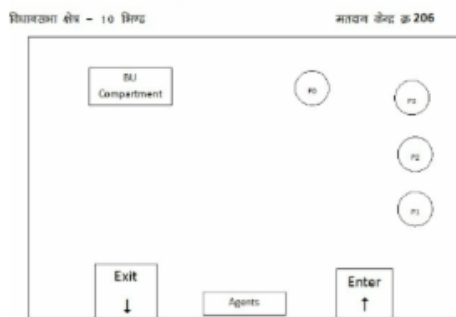 विधानसभा क्षेत्र - 10 भिण्ड
मतदान केन्द्र क्र 206
BU
Compartment
P0
P3
P2
P1
Exit
↓
Agents
Enter
↑